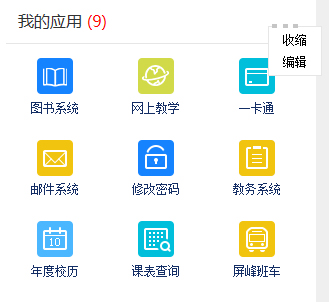 我的应用 (9)
收缩
编辑
图书系统 网上教学 一卡通
邮件系统 修改密码 教务系统
10
年度校历 课表查询 屏峰班车